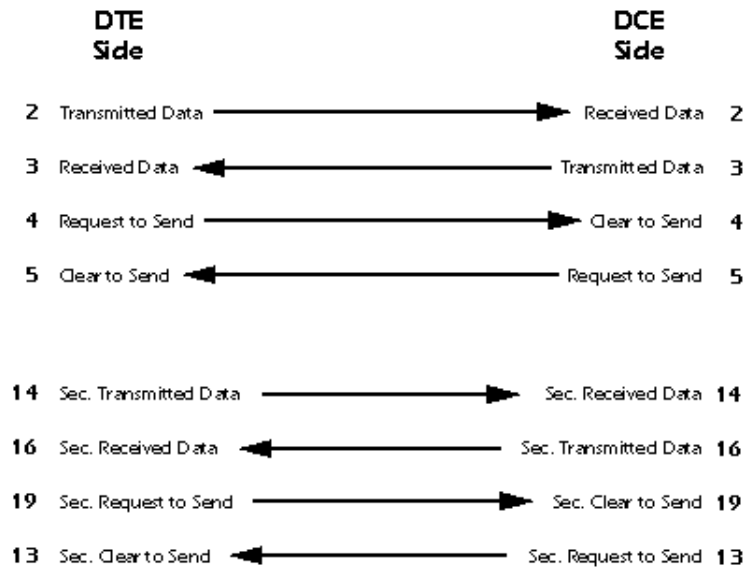 DTE Side
DCE Side
2 Transmitted Data Received Data 2
3 Received Data Transmitted Data 3
4 Request to Send Clear to Send 4
5 Clear to Send Request to Send 5
14 Sec. Transmitted Data Sec. Received Data 14
16 Sec. Received Data Sec. Transmitted Data 16
19 Sec. Request to Send Sec. Clear to Send 19
13 Sec. Clear to Send Sec. Request to Send 13